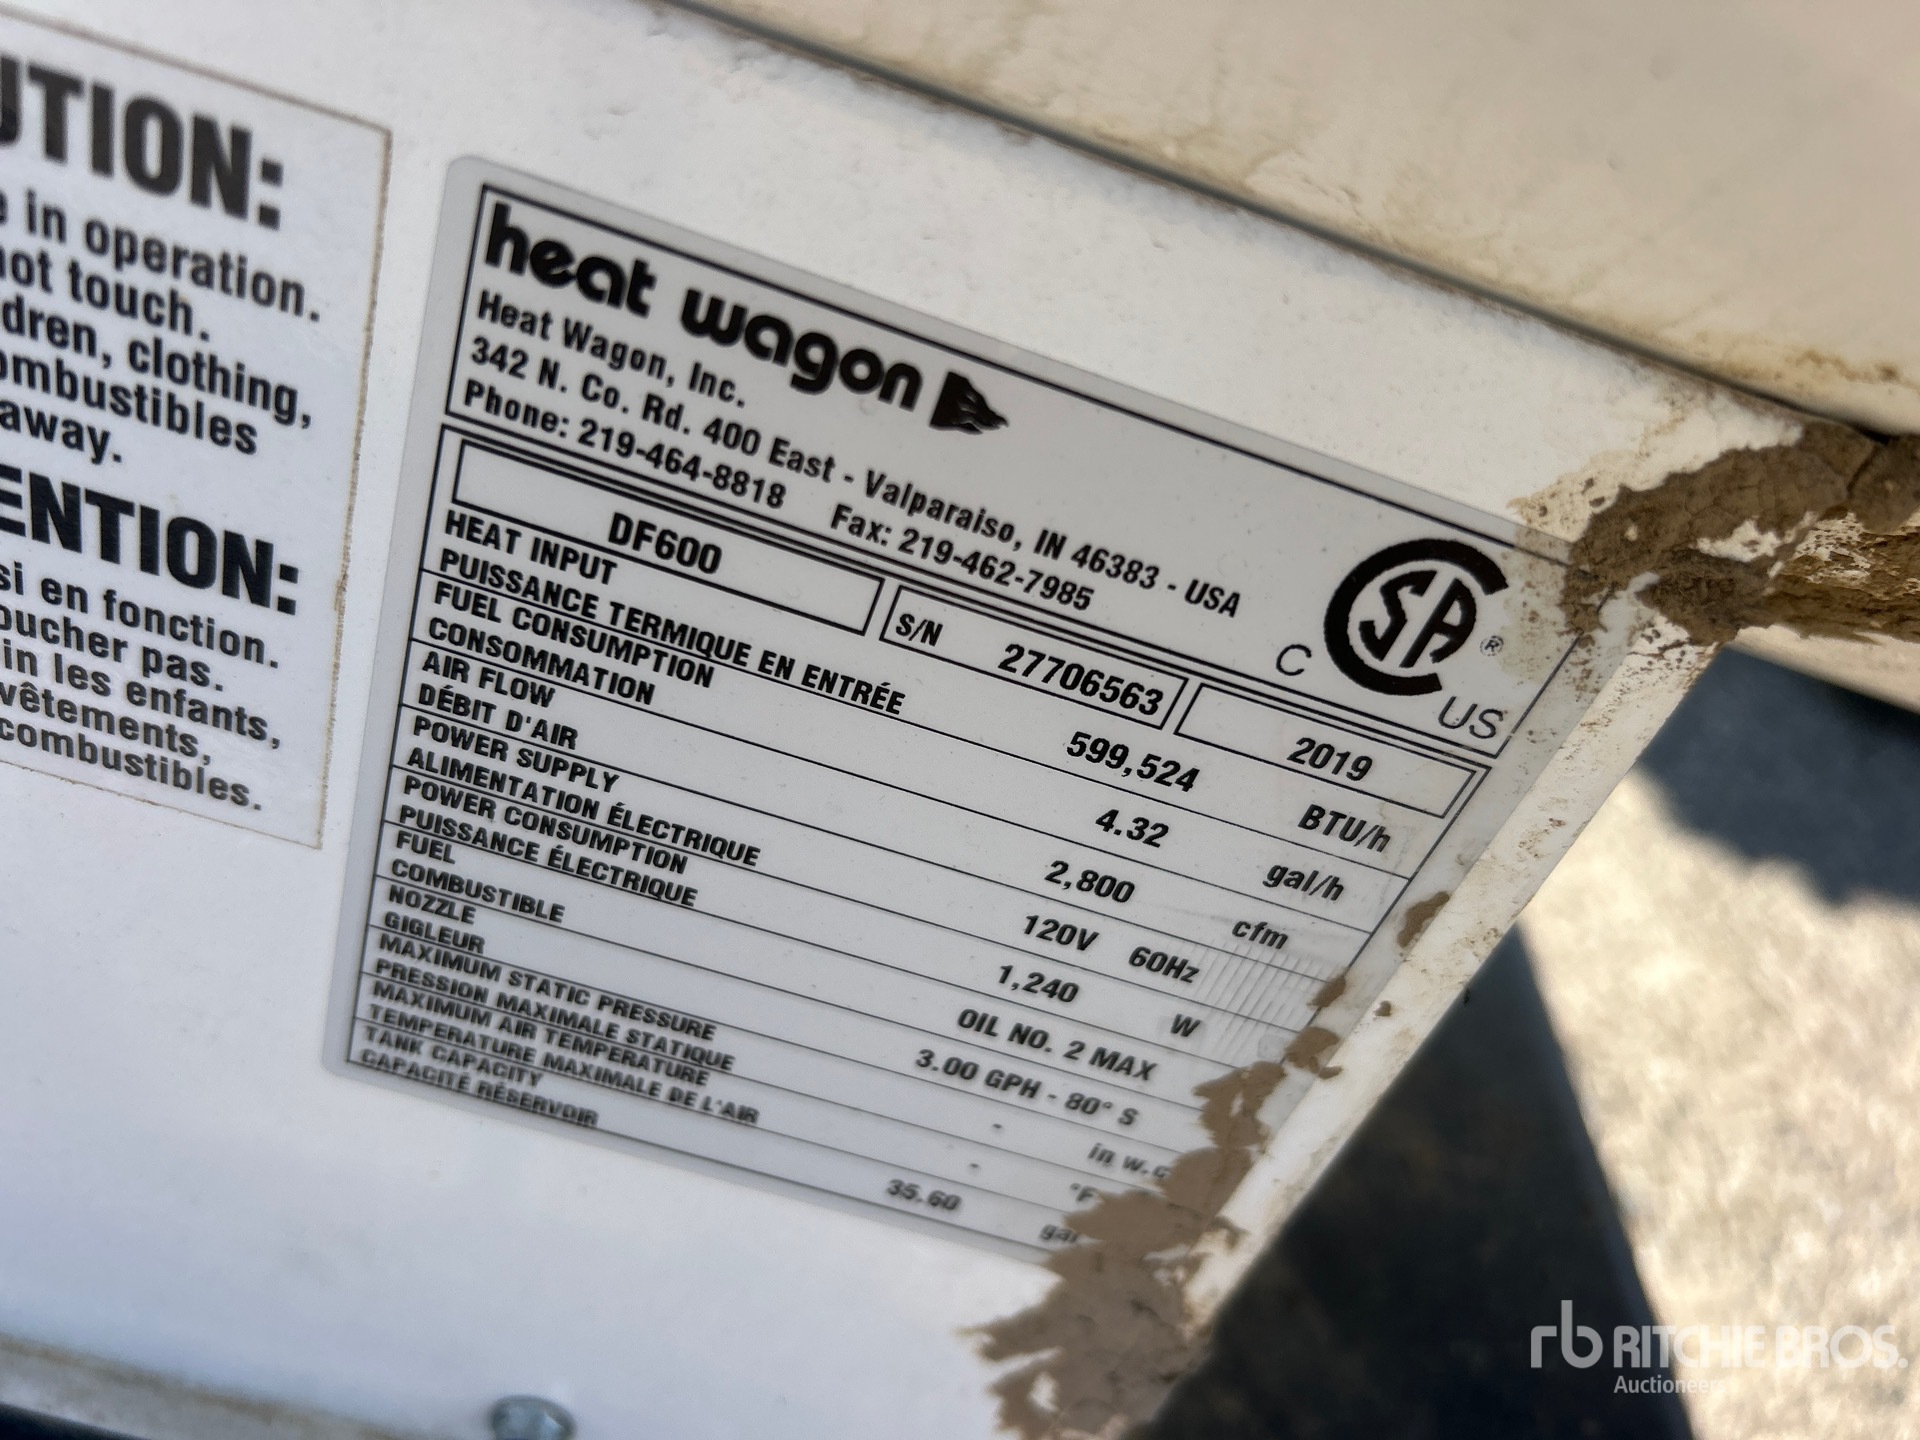 UTION:
e in operation.
not touch.
dren, clothing,
ombustibles
away.
ENTION:
si en fonction.
oucher pas.
in les enfants,
vêtements,
combustibles.
heat wagon
Heat Wagon, Inc.
342 N. Co. Rd. 400 East - Valparaiso, IN 46383 - USA
Phone: 219-464-8818 Fax: 219-462-7985
C SA ® US
DF600 S/N 27706563 2019
HEAT INPUT
PUISSANCE TERMIQUE EN ENTRÉE 599,524 BTU/h
FUEL CONSUMPTION
CONSOMMATION 4.32 gal/h
AIR FLOW
DÉBIT D'AIR 2,800 cfm
POWER SUPPLY
ALIMENTATION ÉLECTRIQUE 120V 60Hz
POWER CONSUMPTION
PUISSANCE ÉLECTRIQUE 1,240 W
FUEL
COMBUSTIBLE OIL NO. 2 MAX
NOZZLE
GIGLEUR 3.00 GPH - 80° S
MAXIMUM STATIC PRESSURE
PRESSION MAXIMALE STATIQUE - in w.c
MAXIMUM AIR TEMPERATURE
TEMPERATURE MAXIMALE DE L'AIR - °F
TANK CAPACITY
CAPACITÉ RÉSERVOIR 35.60 gal
rb RITCHIE BROS.
Auctioneers